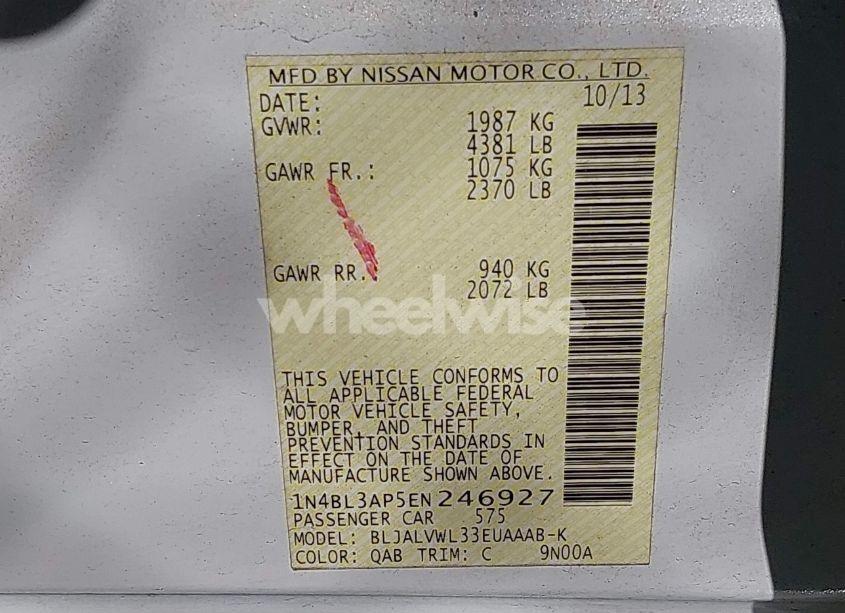 MFD BY NISSAN MOTOR CO., LTD.
DATE: 10/13
GVWR: 1987 KG
4381 LB
GAWR FR.: 1075 KG
2370 LB
GAWR RR.: 940 KG
2072 LB
wheelwise
THIS VEHICLE CONFORMS TO
ALL APPLICABLE FEDERAL
MOTOR VEHICLE SAFETY,
BUMPER, AND THEFT
PREVENTION STANDARDS IN
EFFECT ON THE DATE OF
MANUFACTURE SHOWN ABOVE.
1N4BL3AP5EN246927
PASSENGER CAR 575
MODEL: BLJALVWL33EUAAAB-K
COLOR: QAB TRIM: C 9N00A